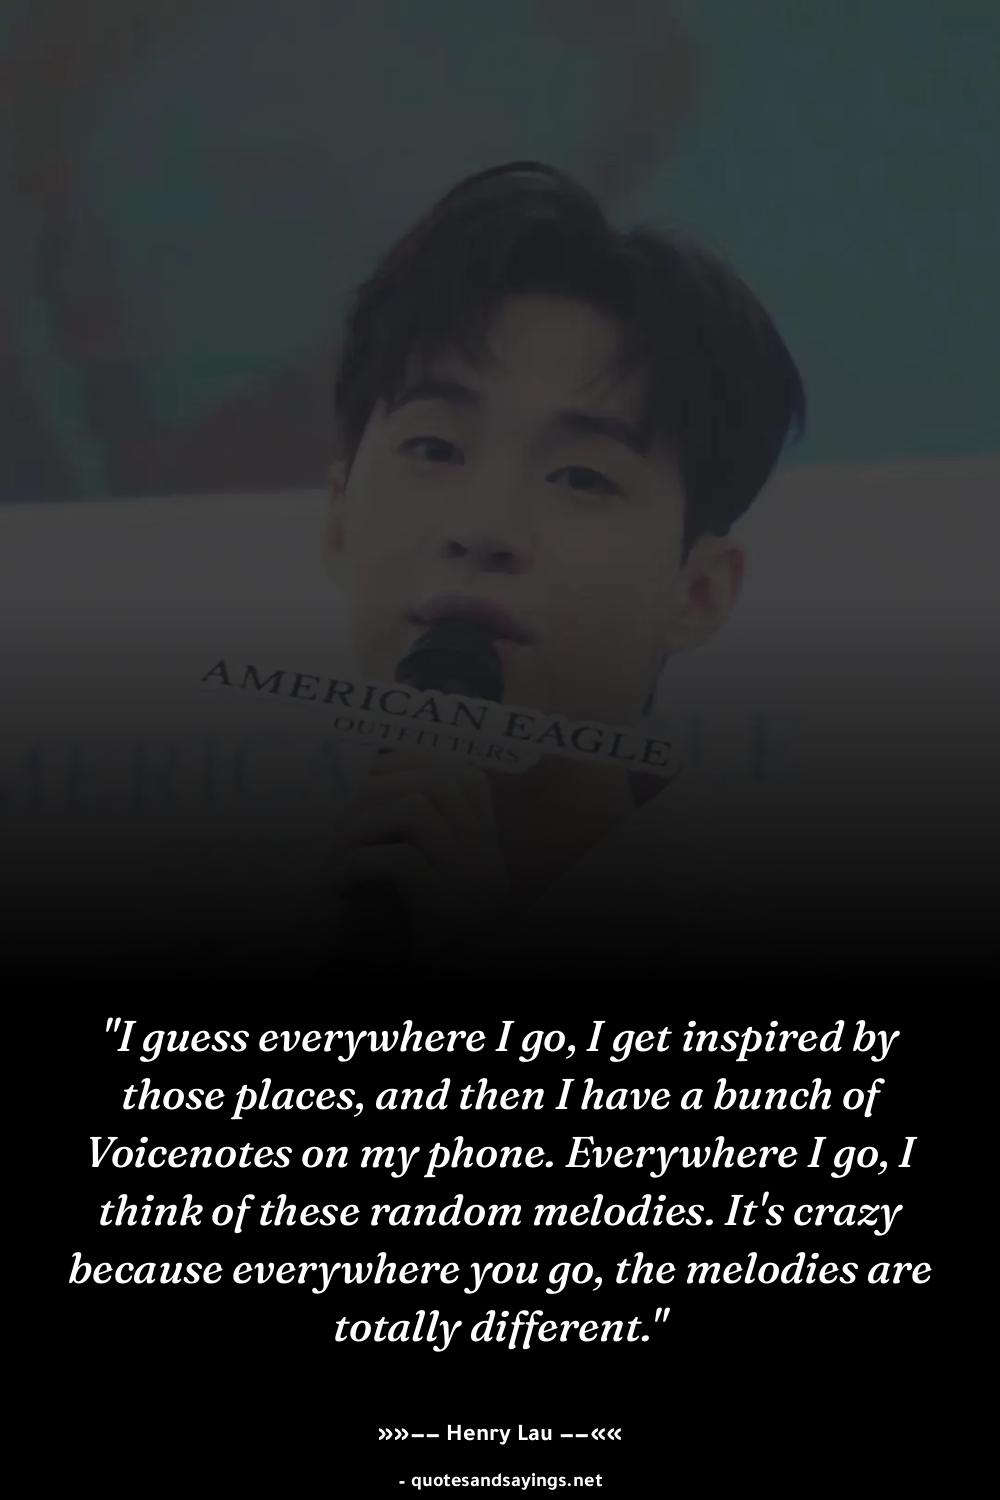 AMERICAN EAGLE
OUTFITTERS
"I guess everywhere I go, I get inspired by
those places, and then I have a bunch of
Voicenotes on my phone. Everywhere I go, I
think of these random melodies. It's crazy
because everywhere you go, the melodies are
totally different."
»»–– Henry Lau ––««
- quotesandsayings.net